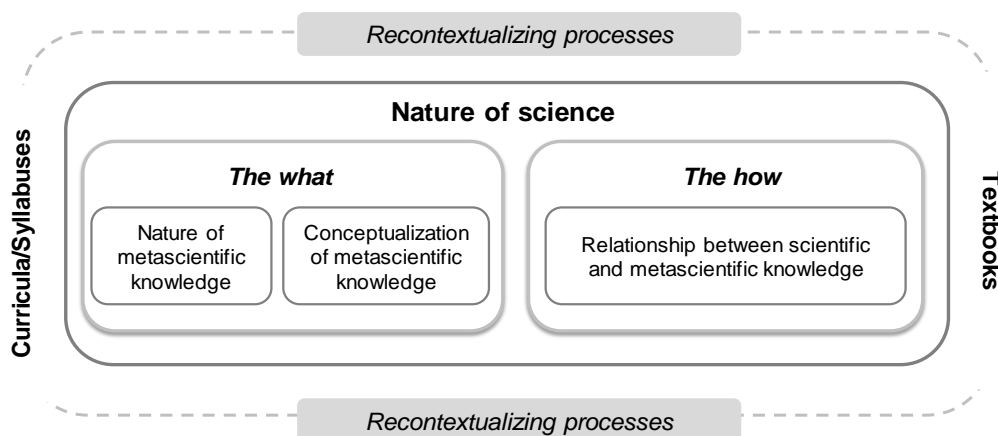 Recontextualizing processes
Curricula/Syllabuses
Nature of science
The what
Nature of
metascientific
knowledge
Conceptualization
of metascientific
knowledge
The how
Relationship between scientific
and metascientific knowledge
Textbooks
Recontextualizing processes